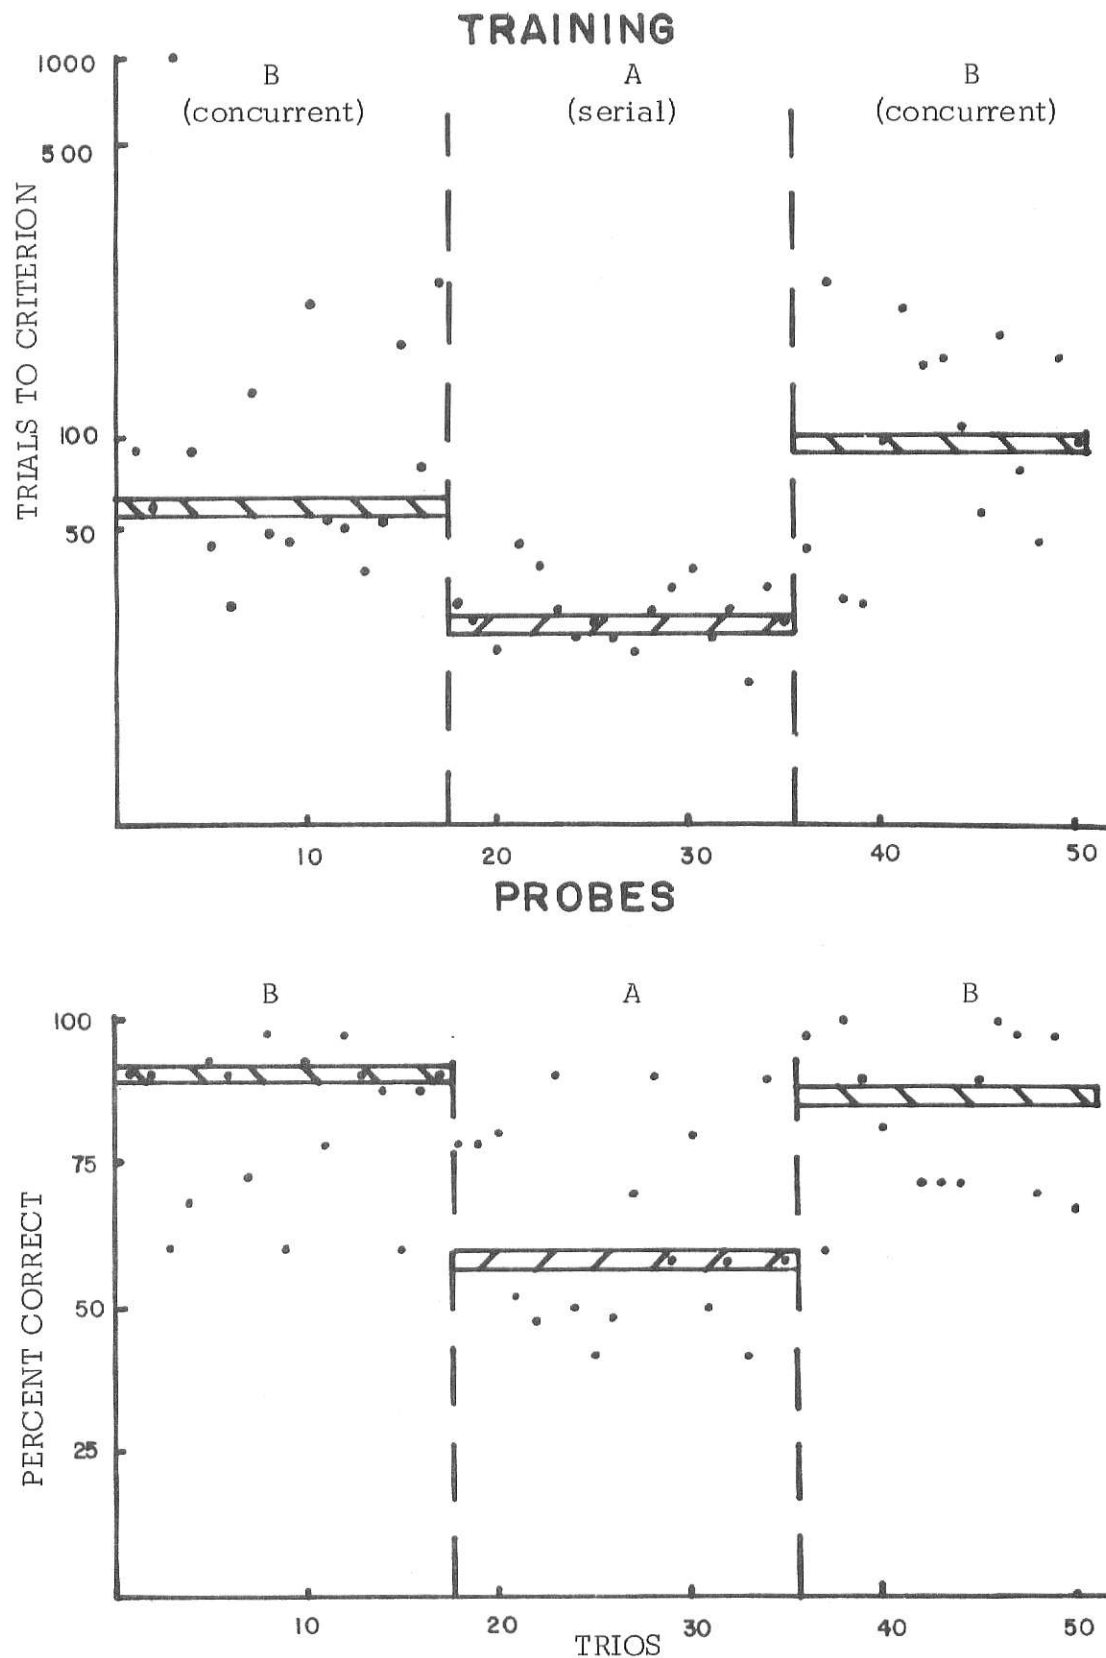 TRAINING
B
(concurrent)
A
(serial)
B
(concurrent)
TRIALS TO CRITERION
1000
500
100
50
10
20
30
40
50
PROBES
B
A
B
PERCENT CORRECT
100
75
50
25
10
20
30
40
50
TRIOS